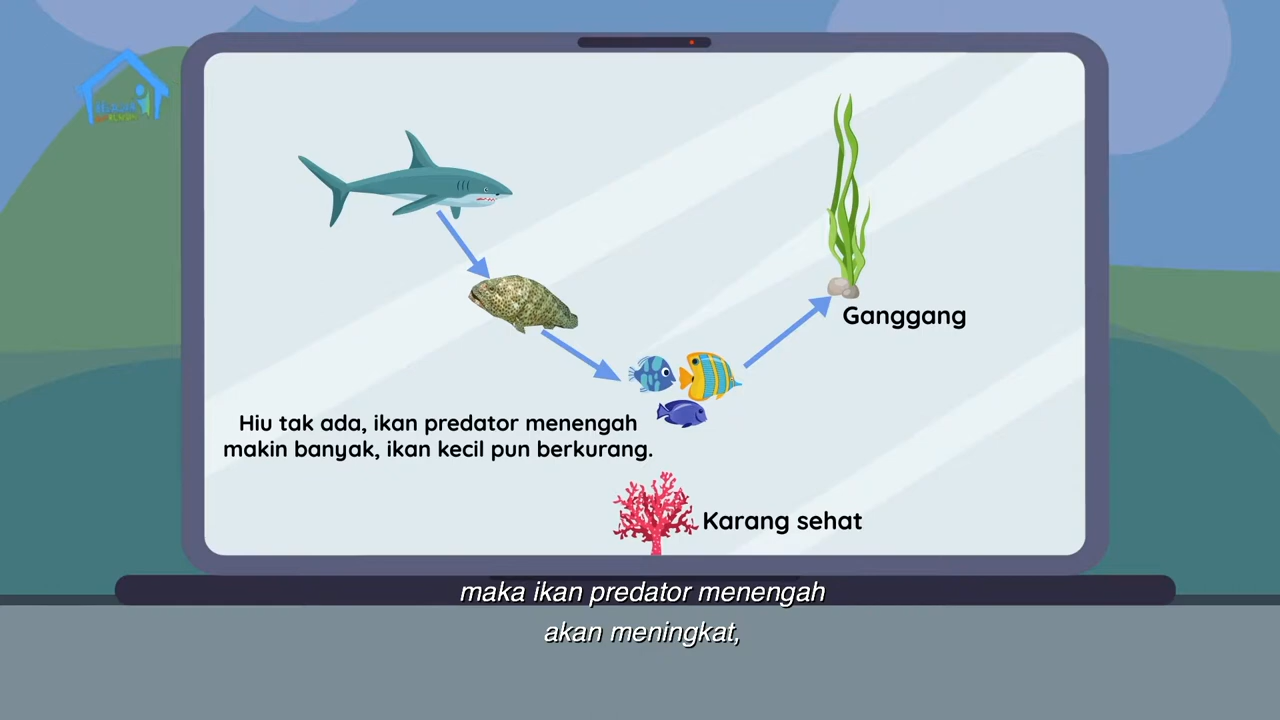 Ganggang
Hiu tak ada, ikan predator menengah
makin banyak, ikan kecil pun berkurang.
Karang sehat
maka ikan predator menengah
akan meningkat,